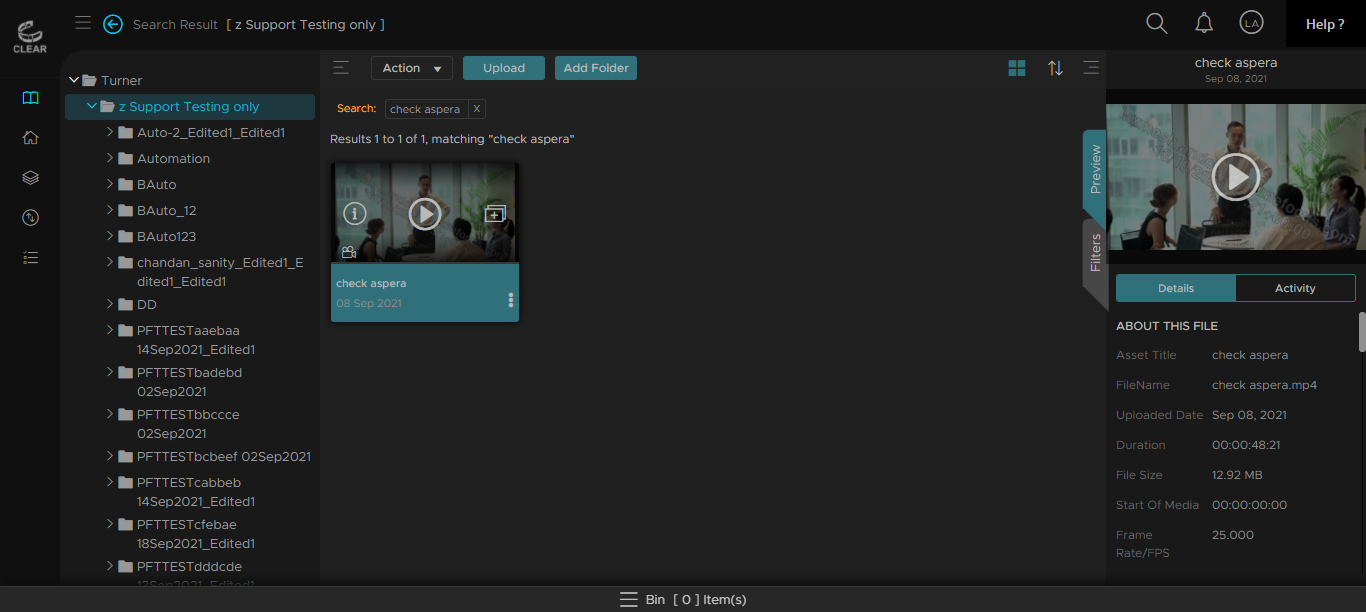 CLEAR
Search Result [ z Support Testing only ]
LA
Help ?
Turner
z Support Testing only
Auto-2_Edited1_Edited1
Automation
BAuto
BAuto_12
BAuto123
chandan_sanity_Edited1_E
dited1_Edited1
DD
PFTTESTaaebaa
14Sep2021_Edited1
PFTTESTbadebd
02Sep2021
PFTTESTbbccce
02Sep2021
PFTTESTbcbeef 02Sep2021
PFTTESTcabbeb
14Sep2021_Edited1
PFTTESTcfebae
18Sep2021_Edited1
PFTTESTdddcde
13Sep2021_Edited1
Action
Upload
Add Folder
Search:
check aspera
X
Results 1 to 1 of 1, matching "check aspera"
check aspera
08 Sep 2021
Preview
Filters
check aspera
Sep 08, 2021
Details
Activity
ABOUT THIS FILE
Asset Title check aspera
FileName check aspera.mp4
Uploaded Date Sep 08, 2021
Duration 00:00:48:21
File Size 12.92 MB
Start Of Media 00:00:00:00
Frame 25.000
Rate/FPS
Bin [ 0 ] Item(s)